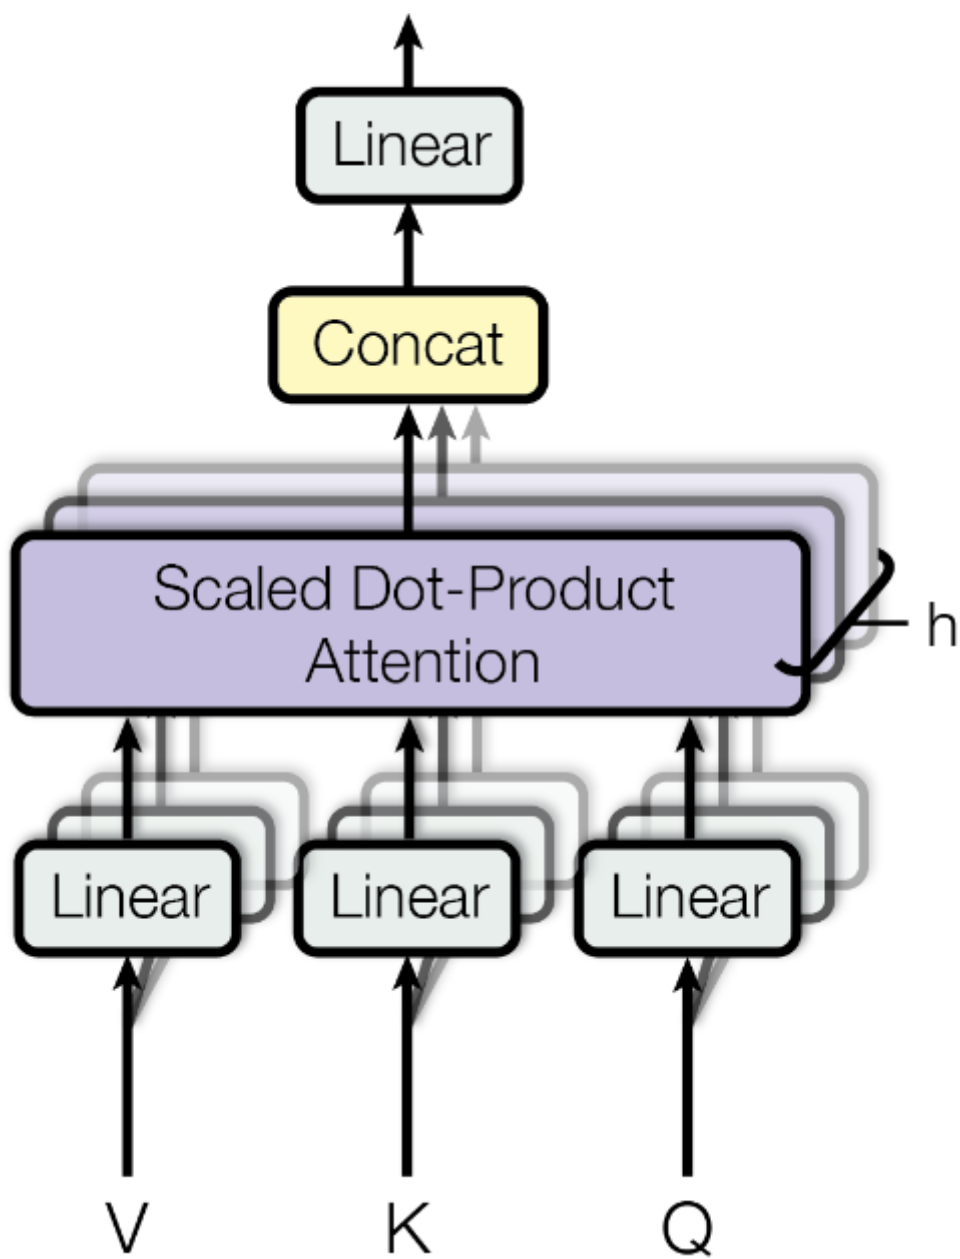 Linear
Concat
Scaled Dot-Product
Attention
h
Linear
Linear
Linear
V
K
Q